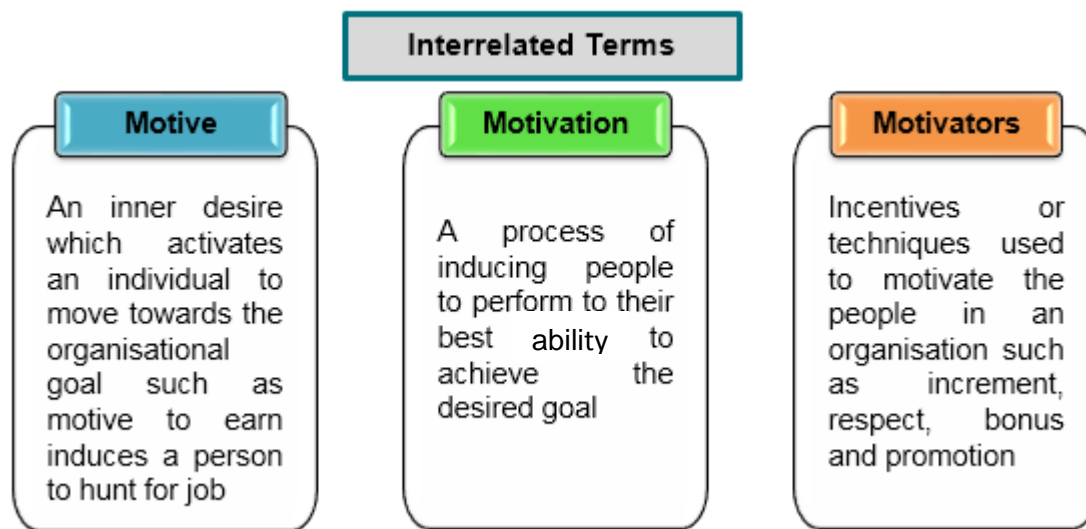 Interrelated Terms
Motive
An inner desire
which activates
an individual to
move towards the
organisational
goal such as
motive to earn
induces a person
to hunt for job
Motivation
A process of
inducing people
to perform to their
best ability to
achieve the
desired goal
Motivators
Incentives or
techniques used
to motivate the
people in an
organisation such
as increment,
respect, bonus
and promotion